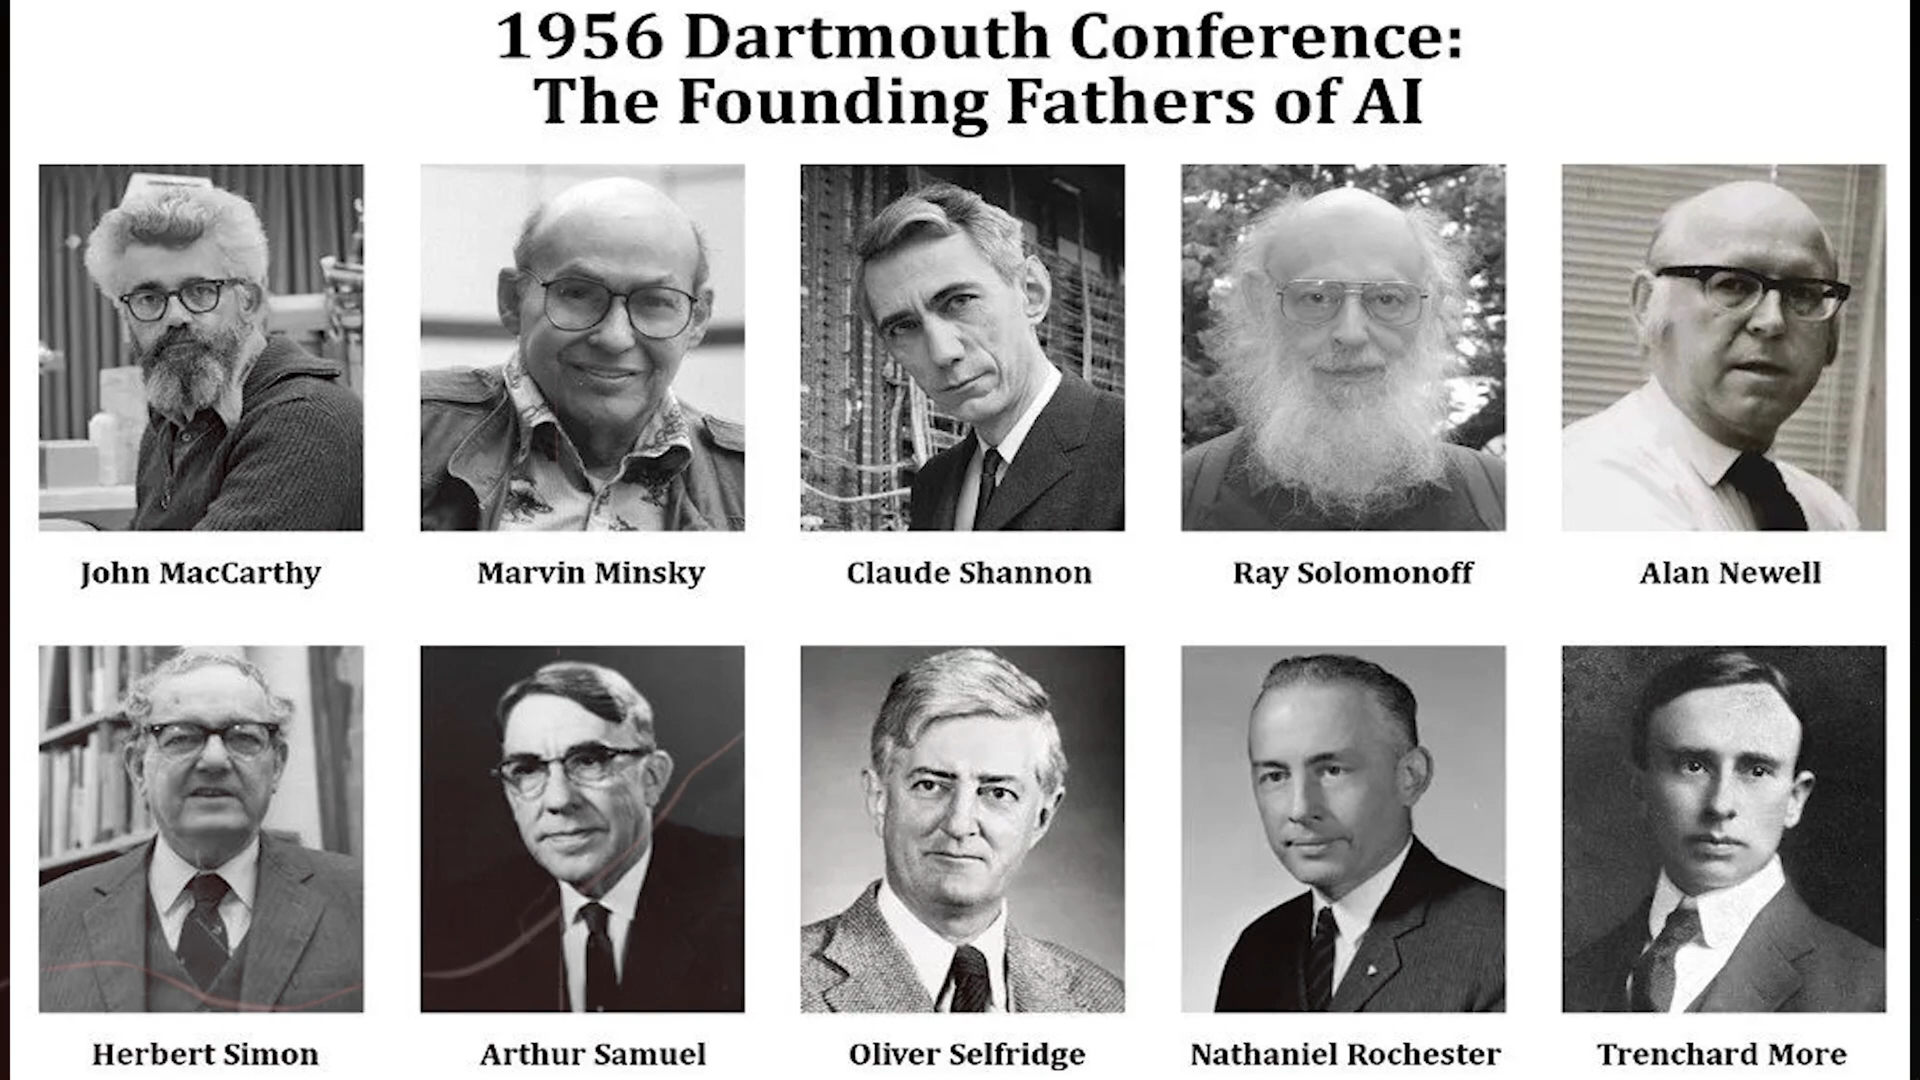 1956 Dartmouth Conference:
The Founding Fathers of AI
John MacCarthy
Marvin Minsky
Claude Shannon
Ray Solomonoff
Alan Newell
Herbert Simon
Arthur Samuel
Oliver Selfridge
Nathaniel Rochester
Trenchard More